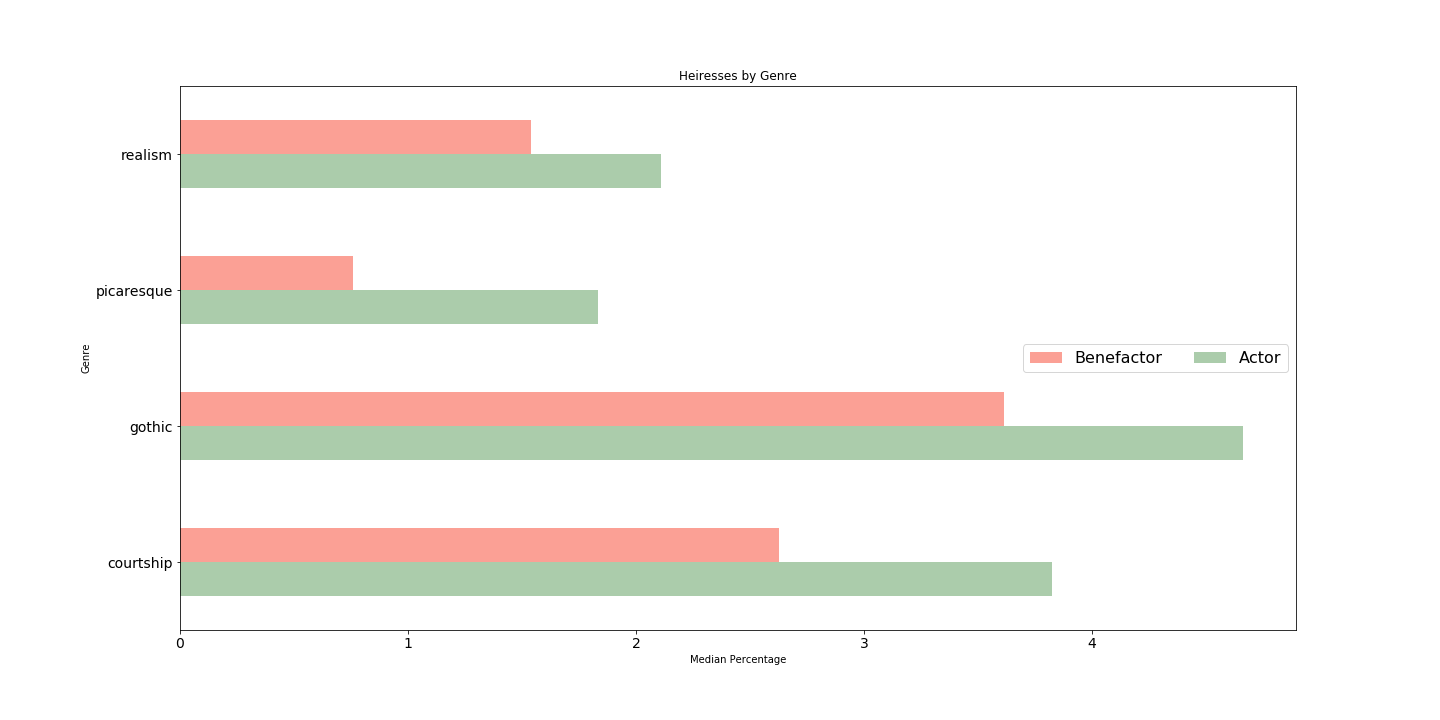 Heiresses by Genre
realism
picaresque
Genre
Benefactor Actor
gothic
courtship
0 1 2 3 4
Median Percentage